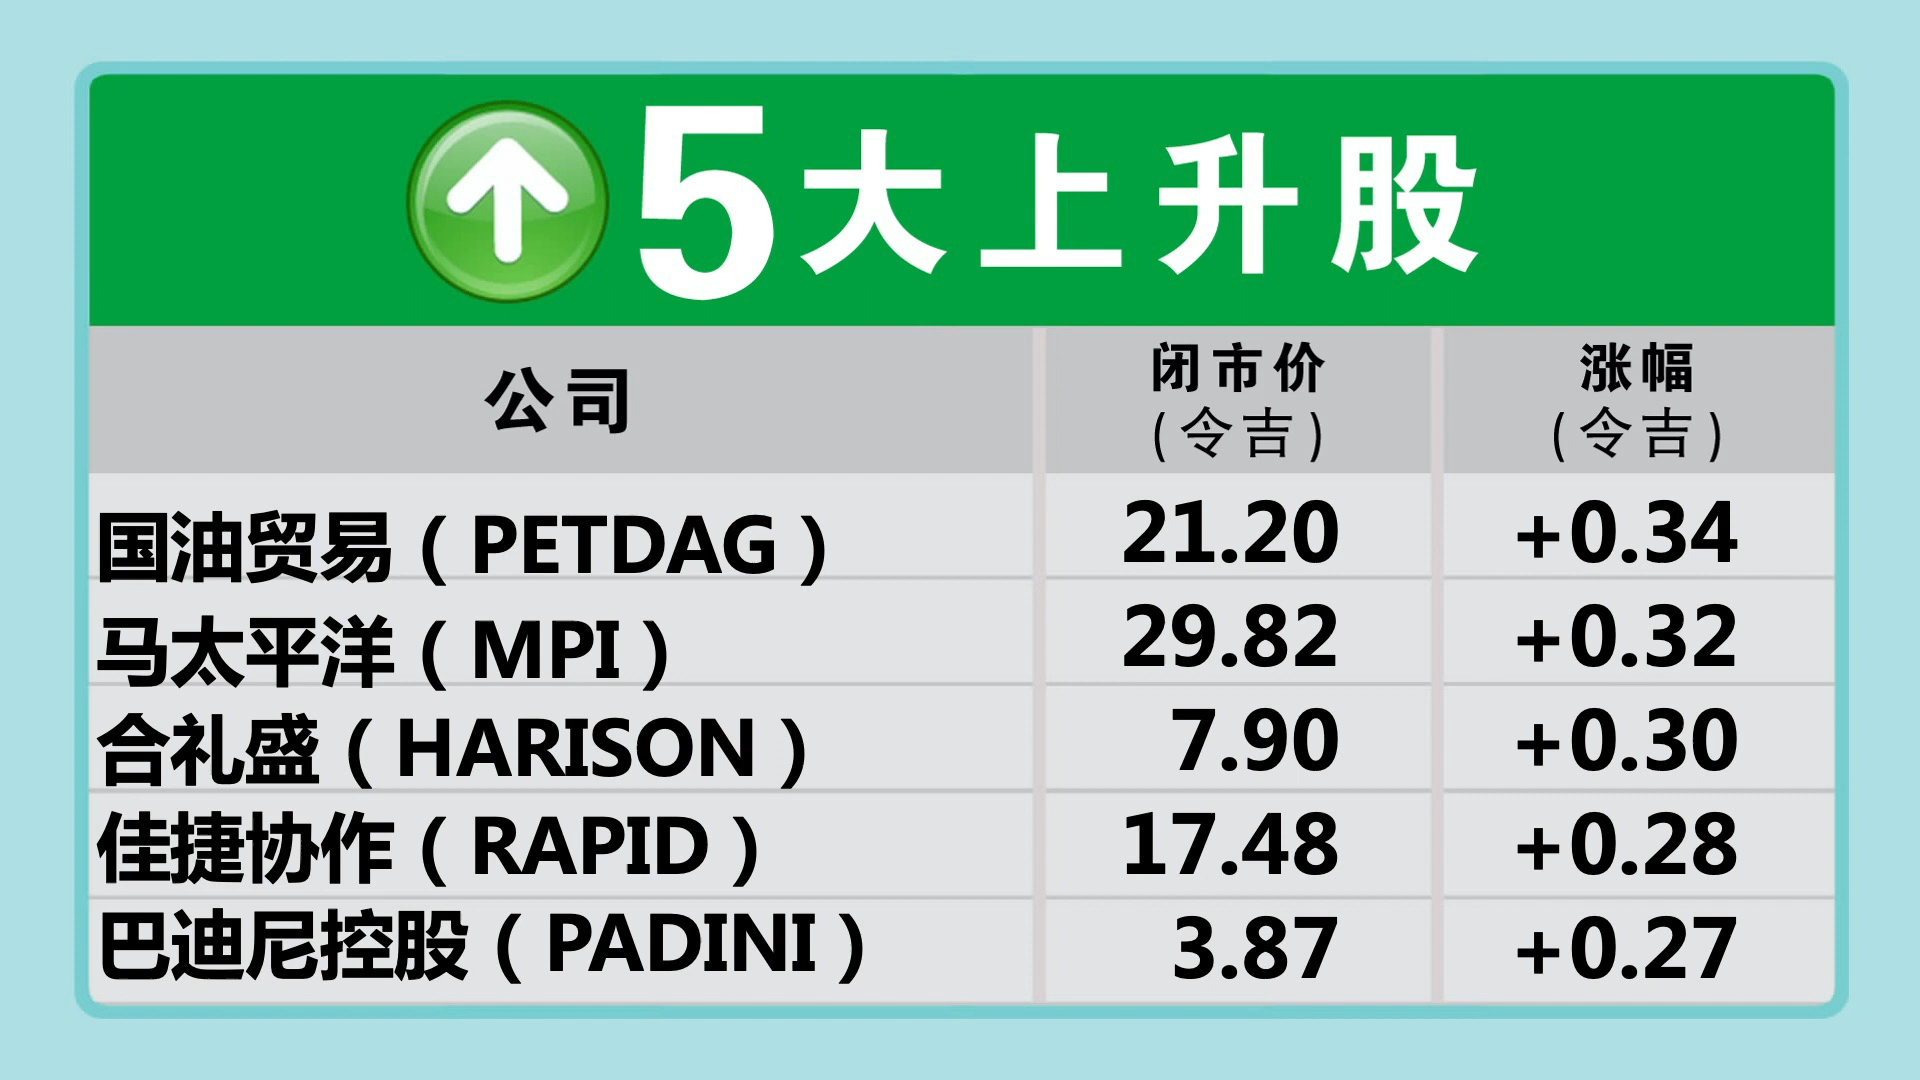 5大上升股
公司 闭市价 (令吉) 涨幅 (令吉)
国油贸易（PETDAG） 21.20 +0.34
马太平洋（MPI） 29.82 +0.32
合礼盛（HARISON） 7.90 +0.30
佳捷协作（RAPID） 17.48 +0.28
巴迪尼控股（PADINI） 3.87 +0.27